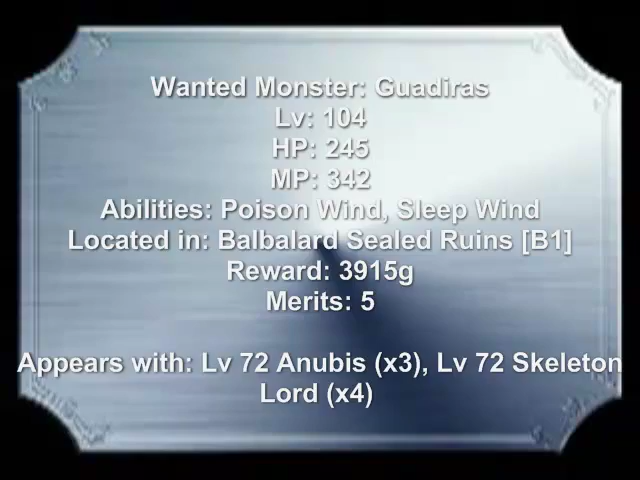 Wanted Monster: Guadiras
Lv: 104
HP: 245
MP: 342
Abilities: Poison Wind, Sleep Wind
Located in: Balbalard Sealed Ruins [B1]
Reward: 3915g
Merits: 5
Appears with: Lv 72 Anubis (x3), Lv 72 Skeleton
Lord (x4)